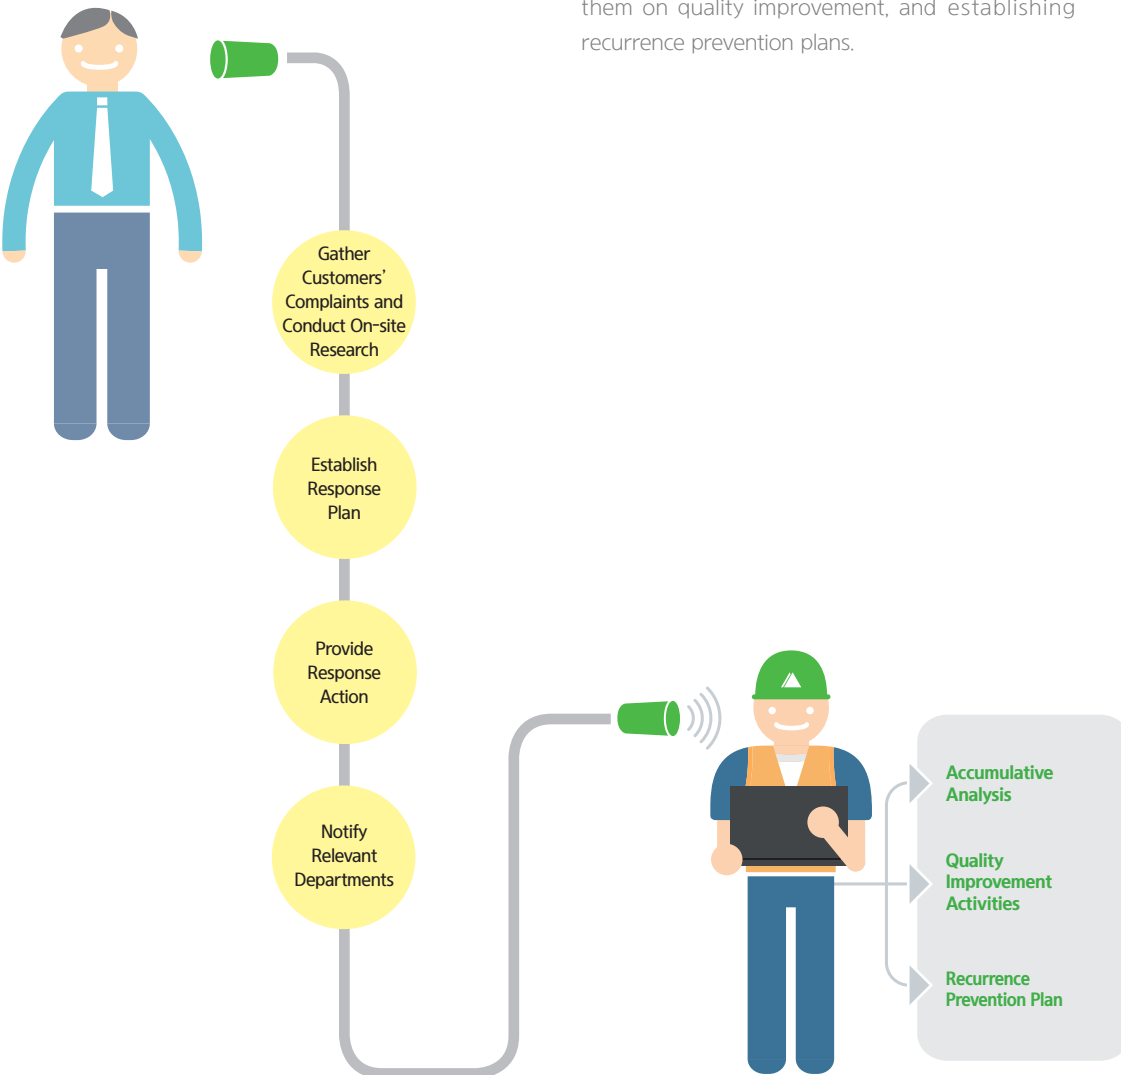 them on quality improvement, and establishing
recurrence prevention plans.
Gather
Customers’
Complaints and
Conduct On-site
Research
Establish
Response
Plan
Provide
Response
Action
Notify
Relevant
Departments
Accumulative
Analysis
Quality
Improvement
Activities
Recurrence
Prevention Plan